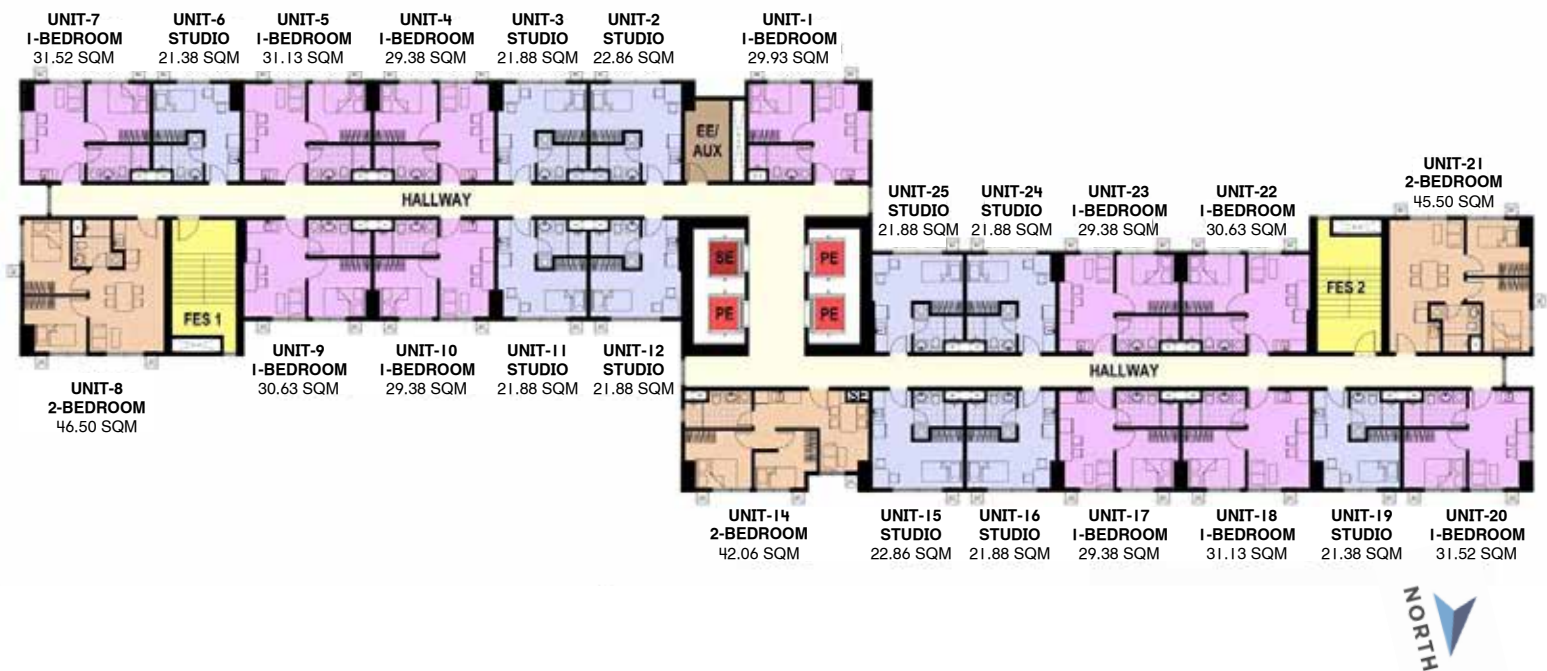 UNIT-7
1-BEDROOM
31.52 SQM
UNIT-6
STUDIO
21.38 SQM
UNIT-5
1-BEDROOM
31.13 SQM
UNIT-4
1-BEDROOM
29.38 SQM
UNIT-3
STUDIO
21.88 SQM
UNIT-2
STUDIO
22.86 SQM
UNIT-1
1-BEDROOM
29.93 SQM
EE/
AUX
HALLWAY
UNIT-25
STUDIO
21.88 SQM
UNIT-24
STUDIO
21.88 SQM
UNIT-23
1-BEDROOM
29.38 SQM
UNIT-22
1-BEDROOM
30.63 SQM
UNIT-21
2-BEDROOM
45.50 SQM
SE
PE
PE
PE
FES 1
FES 2
UNIT-8
2-BEDROOM
46.50 SQM
UNIT-9
1-BEDROOM
30.63 SQM
UNIT-10
1-BEDROOM
29.38 SQM
UNIT-11
STUDIO
21.88 SQM
UNIT-12
STUDIO
21.88 SQM
HALLWAY
SE
UNIT-14
2-BEDROOM
42.06 SQM
UNIT-15
STUDIO
22.86 SQM
UNIT-16
STUDIO
21.88 SQM
UNIT-17
1-BEDROOM
29.38 SQM
UNIT-18
1-BEDROOM
31.13 SQM
UNIT-19
STUDIO
21.38 SQM
UNIT-20
1-BEDROOM
31.52 SQM
NORTH